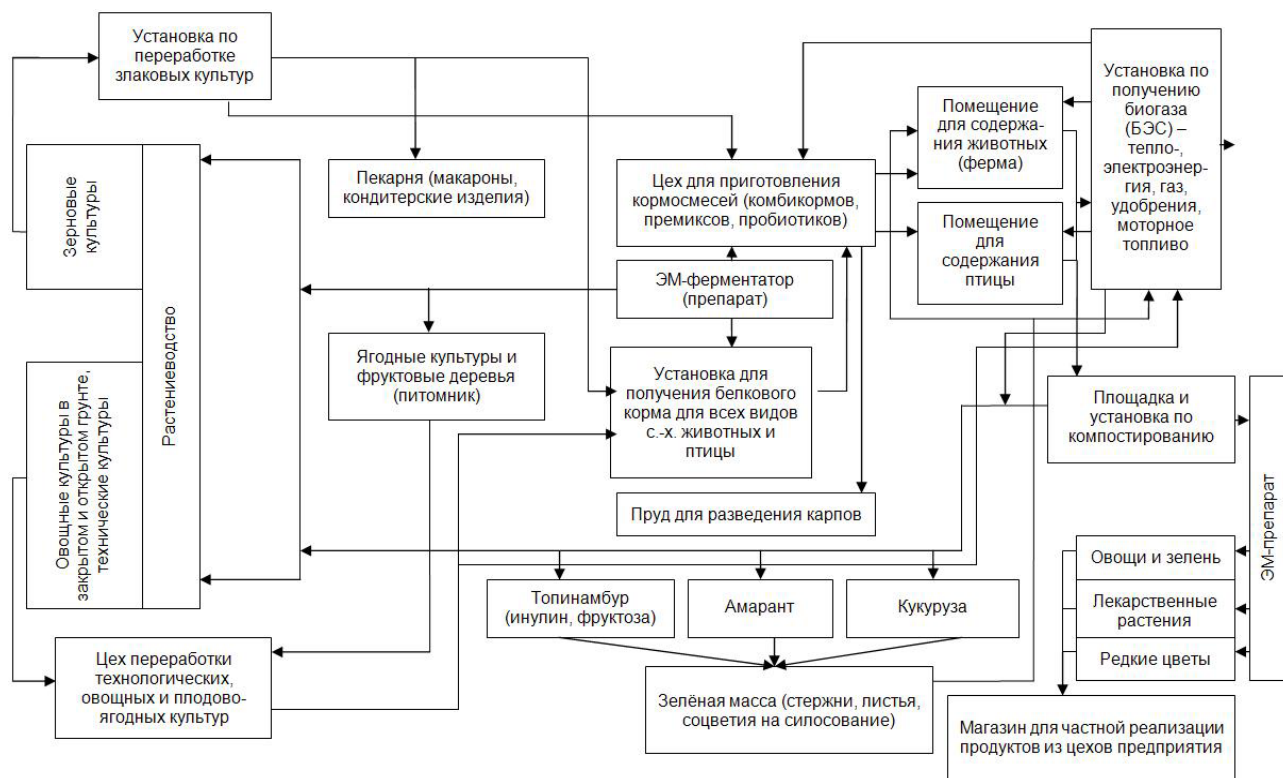 Установка по
переработке
злаковых культур
Зерновые
культуры
Растениеводство
Овощные культуры в
закрытом и открытом грунте,
технические культуры
Цех переработки
технологических,
овощных и плодово-
ягодных культур
Пекарня (макароны,
кондитерские изделия)
Ягодные культуры и
фруктовые деревья
(питомник)
Цех для приготовления
кормосмесей (комбикормов,
премиксов, пробиотиков)
ЭМ-ферментатор
(препарат)
Установка для
получения белкового
корма для всех видов
с.-х. животных и
птицы
Пруд для разведения карпов
Помещение
для содержа-
ния животных
(ферма)
Помещение
для
содержания
птицы
Установка по
получению
биогаза
(БЭС) –
тепло-,
электроэнер-
гия, газ,
удобрения,
моторное
топливо
Площадка и
установка по
компостированию
ЭМ-препарат
Топинамбур
(инулин, фруктоза)
Амарант
Кукуруза
Зелёная масса (стержни, листья,
соцветия на силосование)
Овощи и зелень
Лекарственные
растения
Редкие цветы
Магазин для частной реализации
продуктов из цехов предприятия